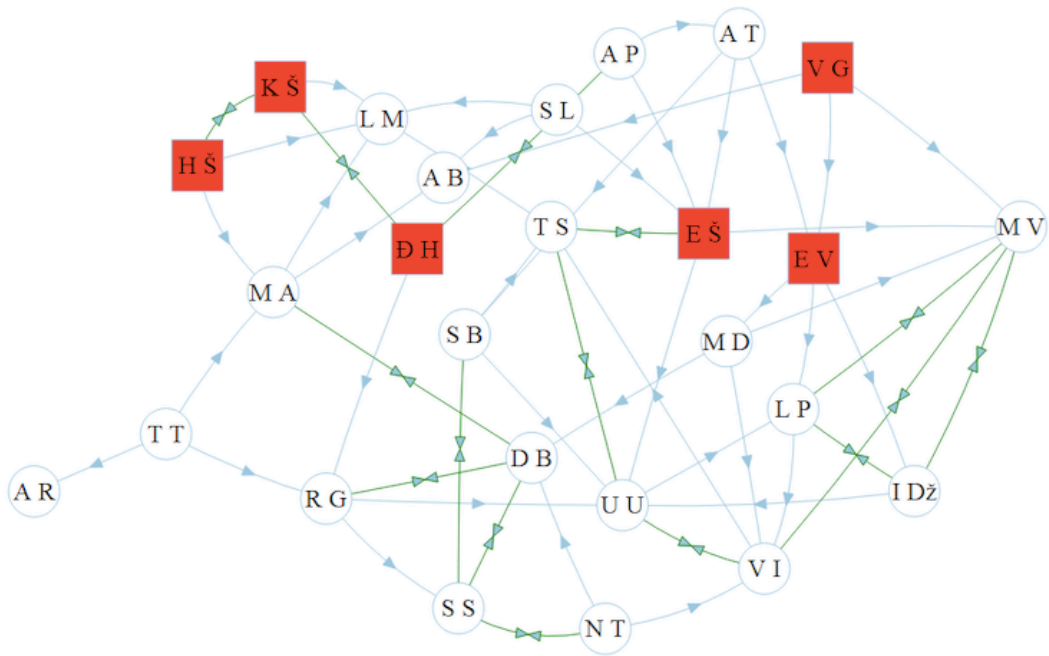 A T
A P
V G
K Š
S L
L M
H Š
A B
T S
E Š
M V
Đ H
E V
M A
S B
M D
L P
T T
D B
A R
R G
U U
I Dž
V I
S S
N T